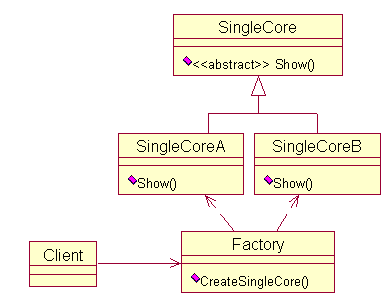 SingleCore
<<abstract>> Show()
SingleCoreA
SingleCoreB
Show()
Show()
Client
Factory
CreateSingleCore()